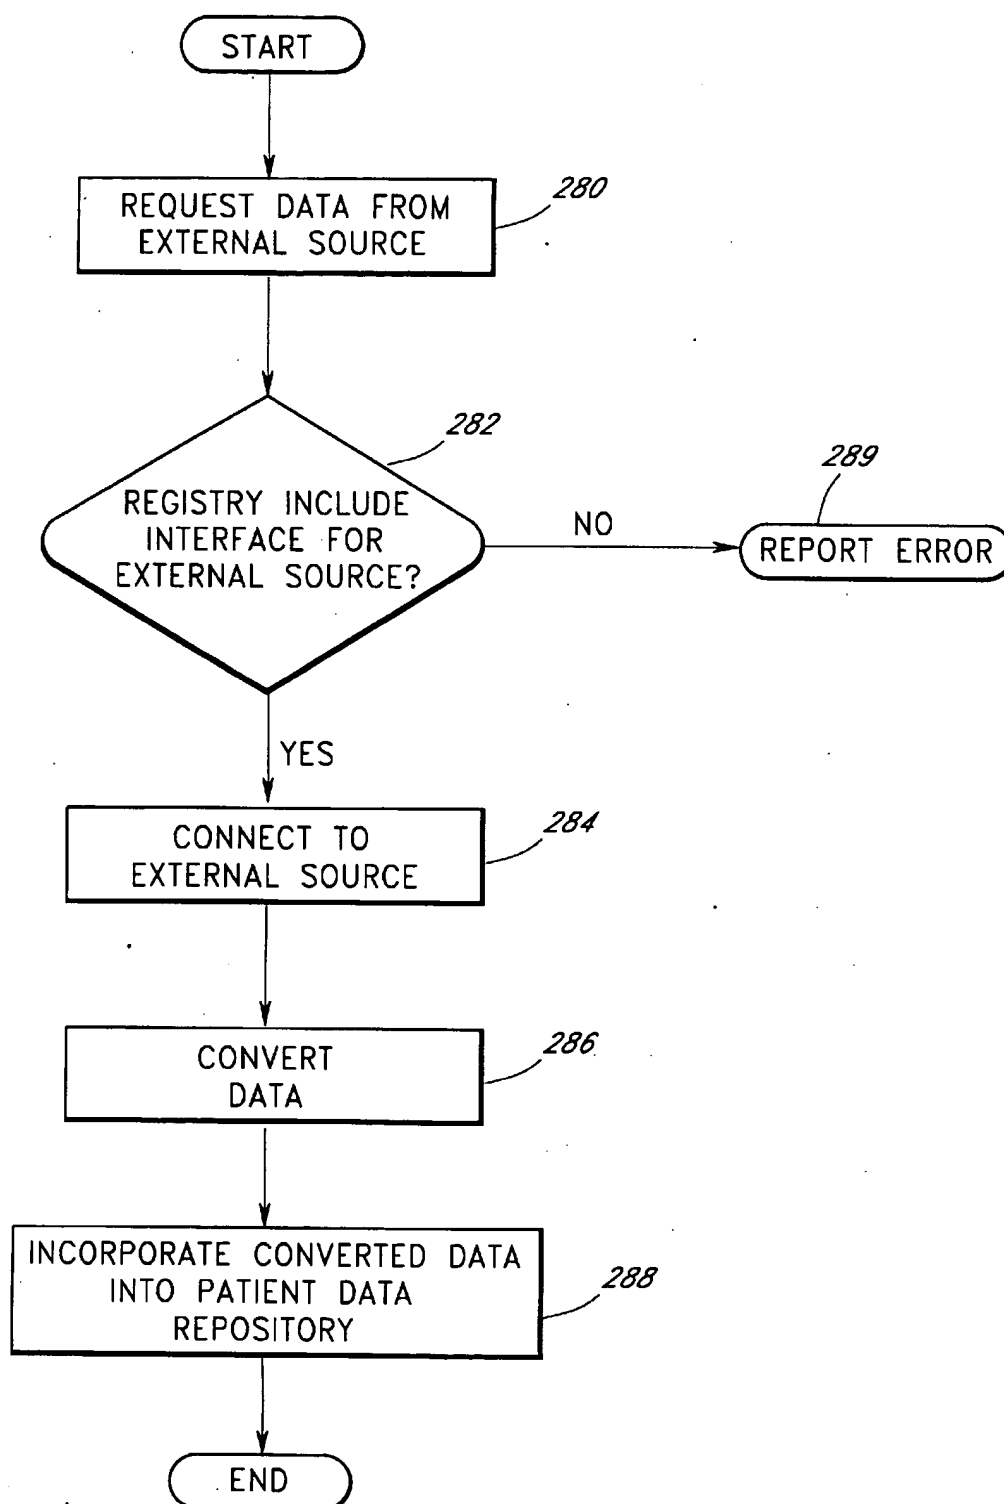 START
REQUEST DATA FROM
EXTERNAL SOURCE
280
282
REGISTRY INCLUDE
INTERFACE FOR
EXTERNAL SOURCE?
NO
289
REPORT ERROR
YES
CONNECT TO
EXTERNAL SOURCE
284
CONVERT
DATA
286
INCORPORATE CONVERTED DATA
INTO PATIENT DATA
REPOSITORY
288
END